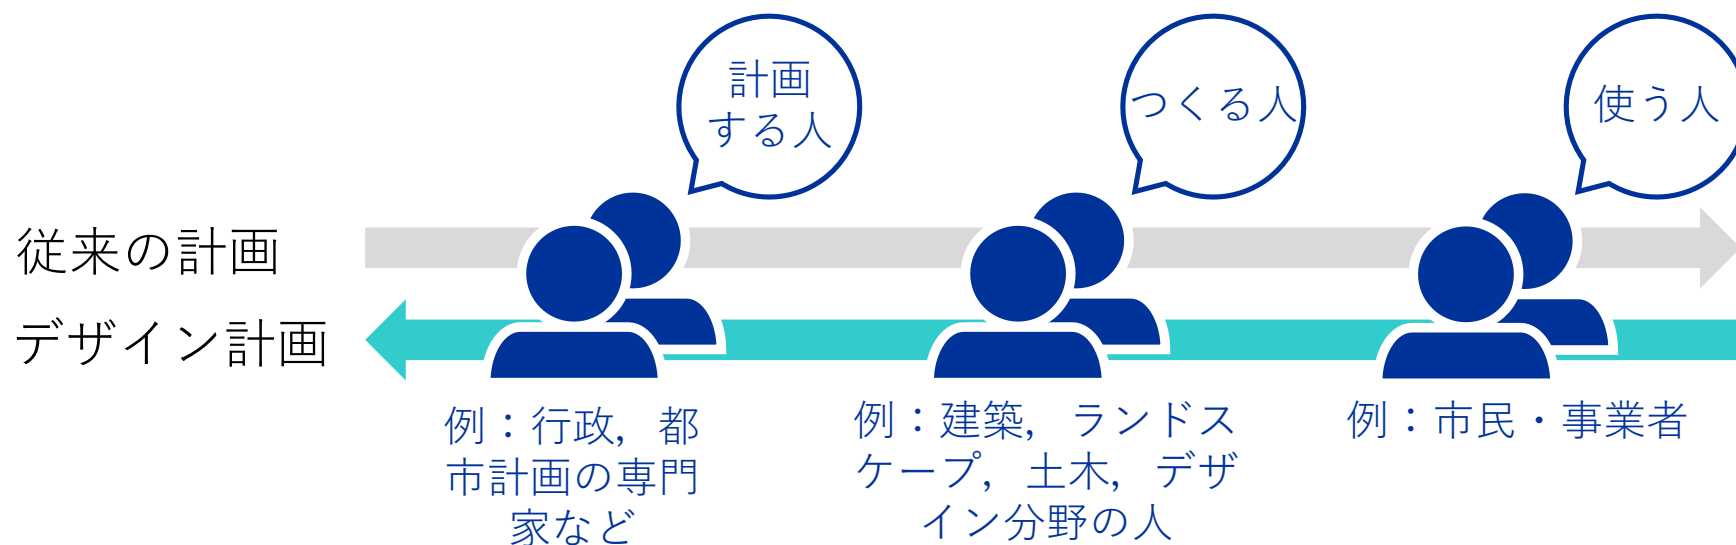 計画
する人
つくる人
使う人
従来の計画
デザイン計画
例：行政，都
市計画の専門
家など
例：建築，ランドス
ケープ，土木，デザ
イン分野の人
例：市民・事業者